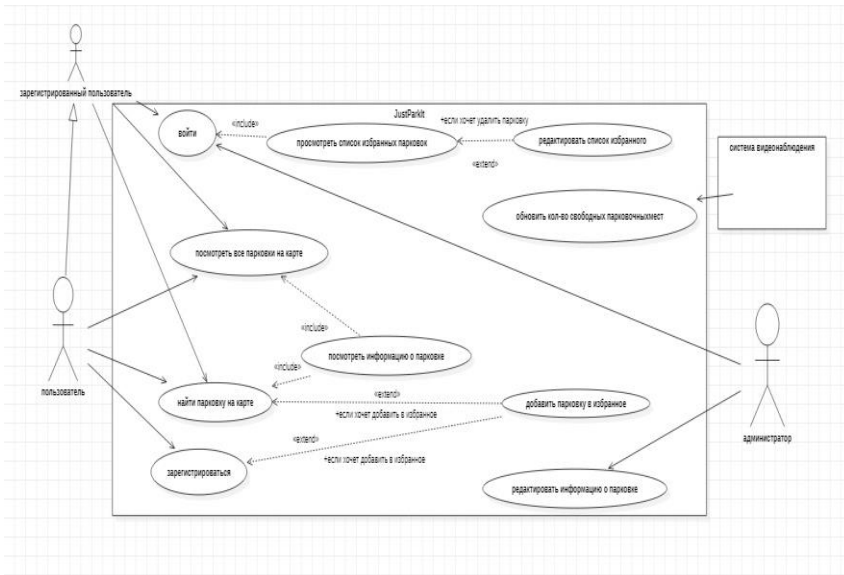 зарегистрированный пользователь
JustParkIt
войти
«include»
просмотреть список избранных парковок
+если хочет удалить парковку
редактировать список избранного
«extend»
система видеонаблюдения
обновить кол-во свободных парковочныхмест
посмотреть все парковки на карте
«include»
посмотреть информацию о парковке
«include»
пользователь
найти парковку на карте
«extend»
+если хочет добавить в избранное
добавить парковку в избранное
«extend»
+если хочет добавить в избранное
администратор
зарегистрироваться
редактировать информацию о парковке